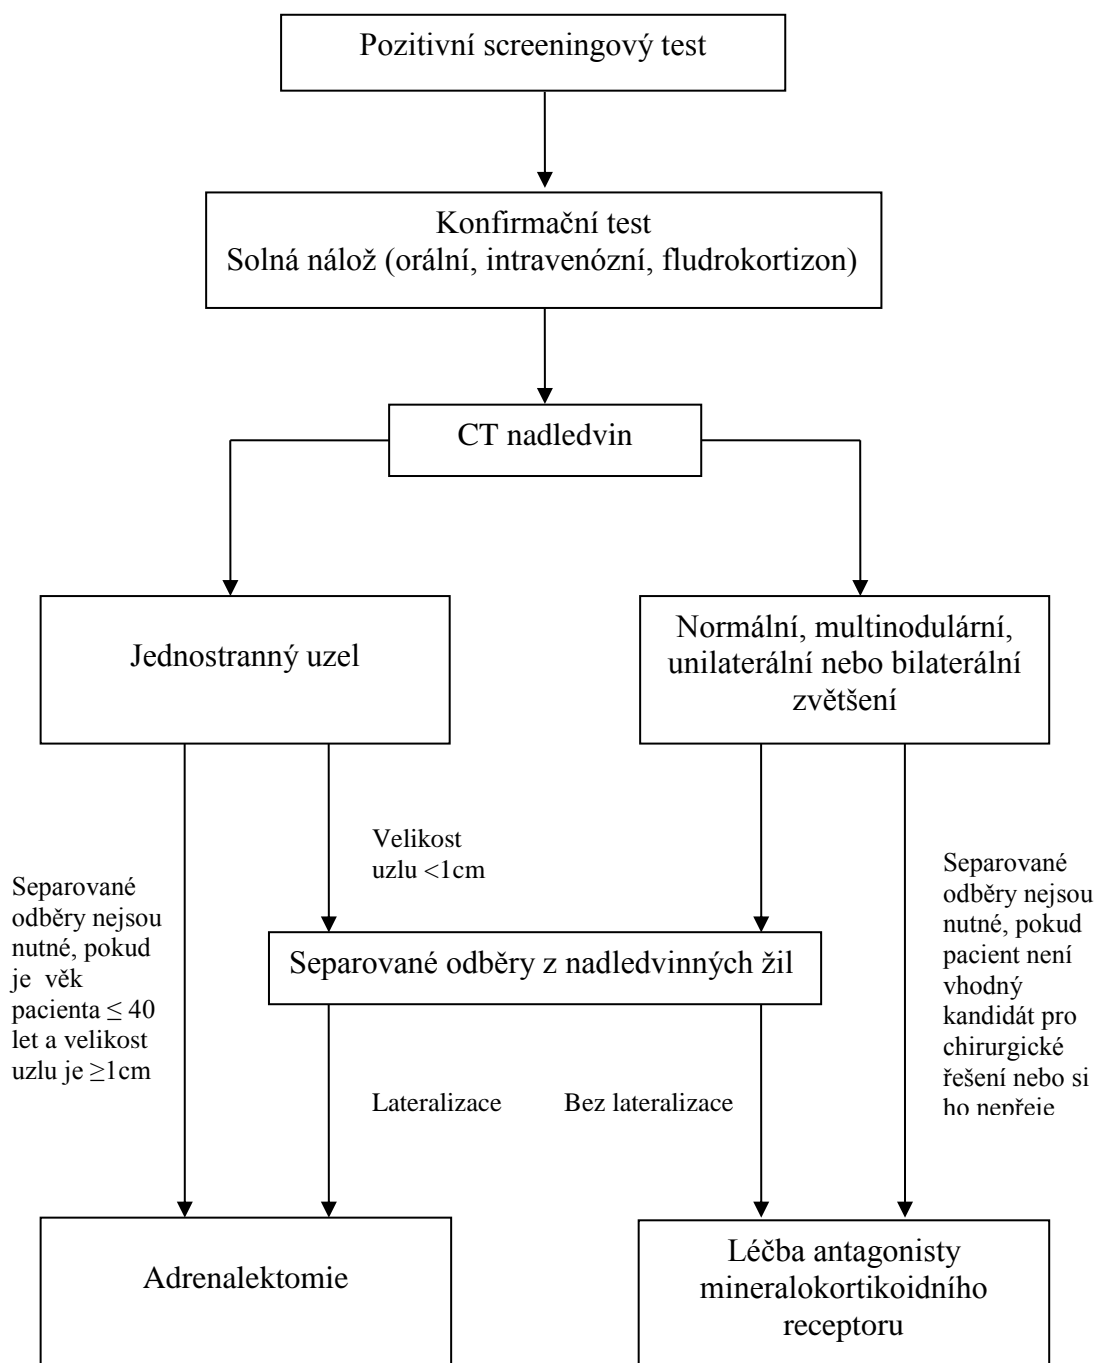 Pozitivní screeningový test
Konfirmační test
Solná nálož (orální, intravenózní, fludrokortizon)
CT nadledvin
Jednostranný uzel
Normální, multinodulární,
unilaterální nebo bilaterální
zvětšení
Velikost
uzlu <1cm
Separované
odběry nejsou
nutné, pokud
je věk
pacienta ≤ 40
let a velikost
uzlu je ≥1cm
Separované
odběry nejsou
nutné, pokud
pacient není
vhodný
kandidát pro
chirurgické
řešení nebo si
ho nepřeje
Separované odběry z nadledvinných žil
Lateralizace
Bez lateralizace
Adrenalektomie
Léčba antagonisty
mineralokortikoidního
receptoru